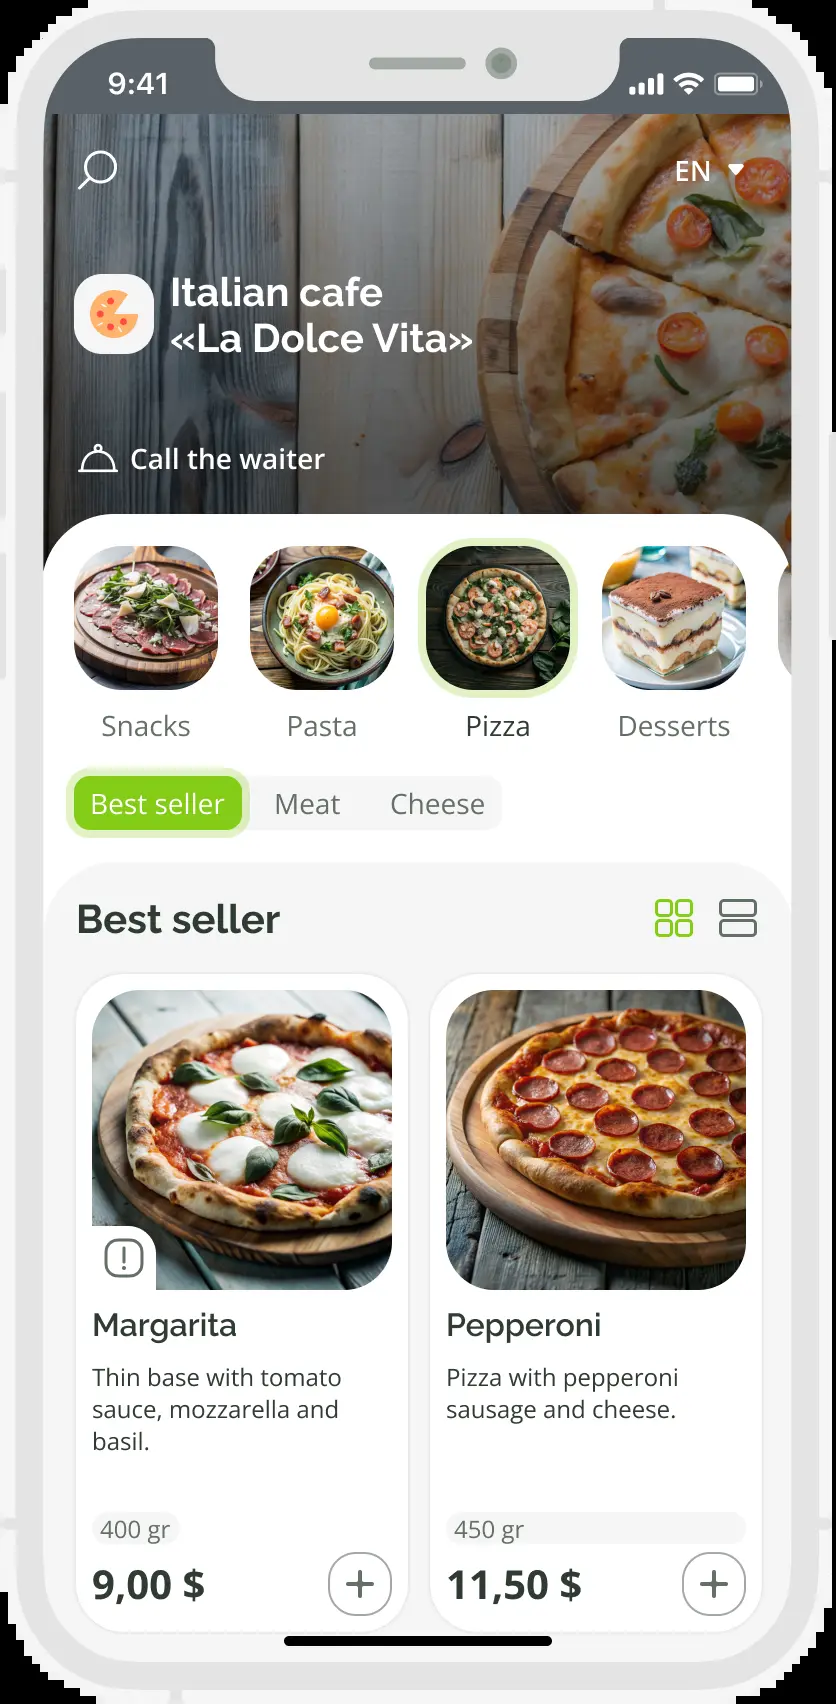 9:41
EN
Italian cafe
«La Dolce Vita»
Call the waiter
Snacks
Pasta
Pizza
Desserts
Best seller
Meat
Cheese
Best seller
Margarita
Thin base with tomato
sauce, mozzarella and
basil.
400 gr
9,00 $
Pepperoni
Pizza with pepperoni
sausage and cheese.
450 gr
11,50 $